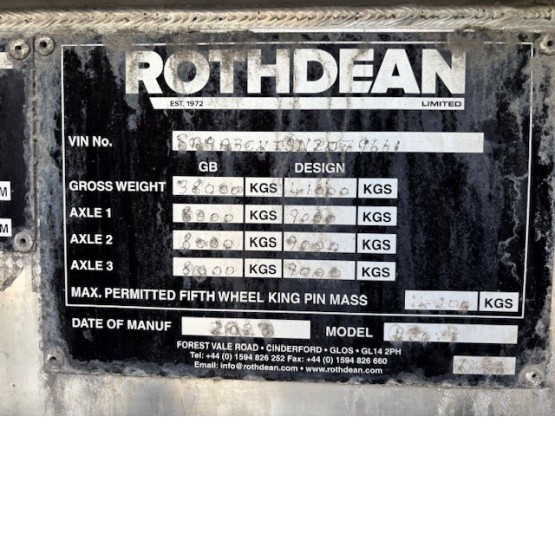 ROTHDEAN
EST. 1972 LIMITED
VIN No.
GB DESIGN
GROSS WEIGHT 38000 KGS 41000 KGS
AXLE 1 8000 KGS 9000 KGS
AXLE 2 8000 KGS 9000 KGS
AXLE 3 8000 KGS 9000 KGS
MAX. PERMITTED FIFTH WHEEL KING PIN MASS KGS
DATE OF MANUF MODEL
FOREST VALE ROAD • CINDERFORD • GLOS • GL14 2PH
Tel: +44 (0) 1594 826 252 Fax: +44 (0) 1594 826 660
Email: info@rothdean.com • www.rothdean.com
M
M